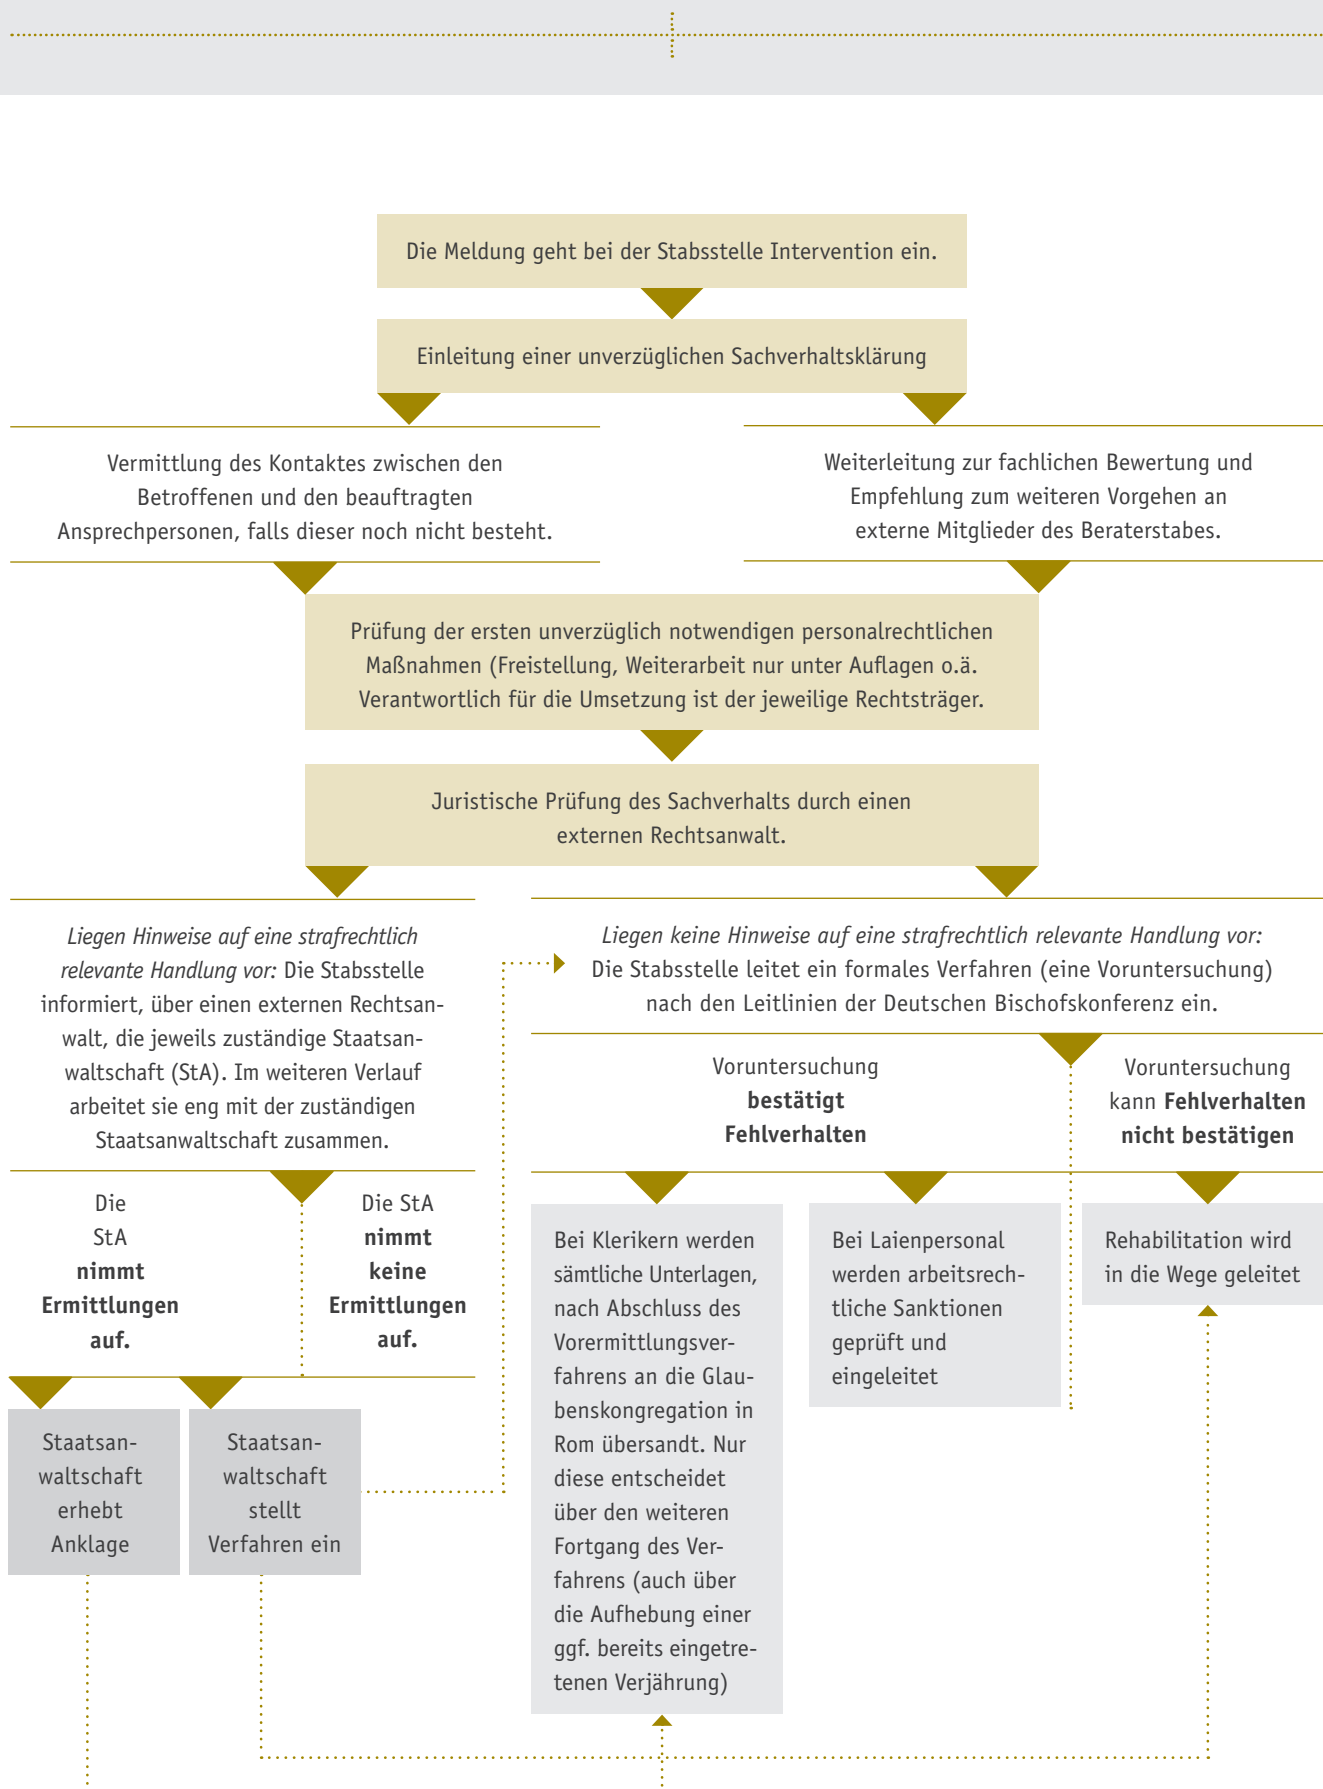 Die Meldung geht bei der Stabsstelle Intervention ein.
Einleitung einer unverzüglichen Sachverhaltsklärung
Vermittlung des Kontaktes zwischen den
Betroffenen und den beauftragten
Ansprechpersonen, falls dieser noch nicht besteht.
Weiterleitung zur fachlichen Bewertung und
Empfehlung zum weiteren Vorgehen an
externe Mitglieder des Beraterstabes.
Prüfung der ersten unverzüglich notwendigen personalrechtlichen
Maßnahmen (Freistellung, Weiterarbeit nur unter Auflagen o.ä.
Verantwortlich für die Umsetzung ist der jeweilige Rechtsträger.
Juristische Prüfung des Sachverhalts durch einen
externen Rechtsanwalt.
Liegen Hinweise auf eine strafrechtlich
relevante Handlung vor: Die Stabsstelle
informiert, über einen externen Rechtsan-
walt, die jeweils zuständige Staatsan-
waltschaft (StA). Im weiteren Verlauf
arbeitet sie eng mit der zuständigen
Staatsanwaltschaft zusammen.
Die
StA
nimmt
Ermittlungen
auf.
Die StA
nimmt
keine
Ermittlungen
auf.
Staatsan-
waltschaft
erhebt
Anklage
Staatsan-
waltschaft
stellt
Verfahren ein
Liegen keine Hinweise auf eine strafrechtlich relevante Handlung vor:
Die Stabsstelle leitet ein formales Verfahren (eine Voruntersuchung)
nach den Leitlinien der Deutschen Bischofskonferenz ein.
Voruntersuchung
bestätigt
Fehlverhalten
Voruntersuchung
kann Fehlverhalten
nicht bestätigen
Bei Klerikern werden
sämtliche Unterlagen,
nach Abschluss des
Vorermittlungsver-
fahrens an die Glau-
benskongregation in
Rom übersandt. Nur
diese entscheidet
über den weiteren
Fortgang des Ver-
fahrens (auch über
die Aufhebung einer
ggf. bereits eingetre-
tenen Verjährung)
Bei Laienpersonal
werden arbeitsrech-
tliche Sanktionen
geprüft und
eingeleitet
Rehabilitation wird
in die Wege geleitet